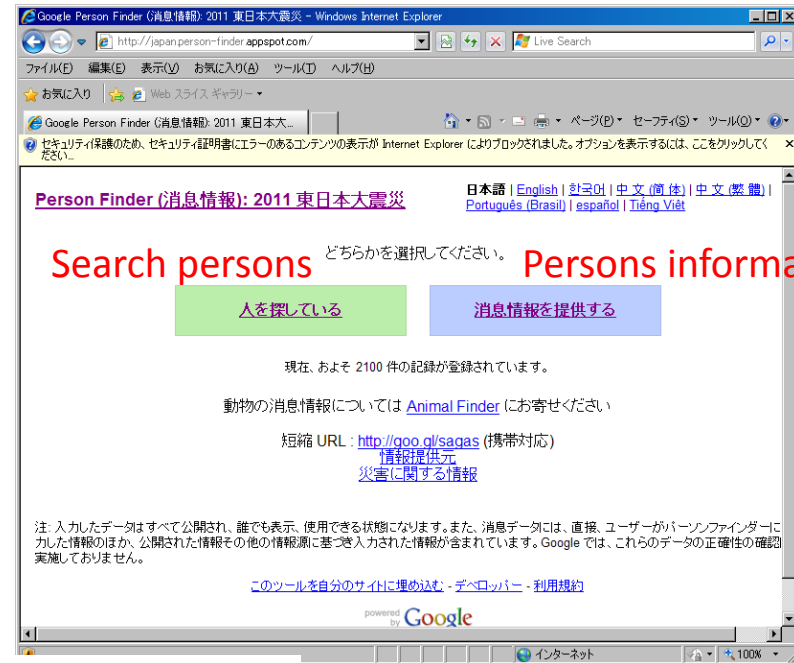 Google Person Finder (消息情報): 2011 東日本大震災 - Windows Internet Explorer
http://japan.person-finder.appspot.com/
Live Search
ファイル(F) 編集(E) 表示(V) お気に入り(A) ツール(T) ヘルプ(H)
お気に入り Web スライス ギャラリー
Google Person Finder (消息情報): 2011 東日本大...
ページ(P) セーフティ(S) ツール(O)
セキュリティ保護のため、セキュリティ証明書にエラーのあるコンテンツの表示が Internet Explorer によりブロックされました。オプションを表示するには、ここをクリックしてく
ださい...
Person Finder (消息情報): 2011 東日本大震災
日本語 | English | 한국어 | 中 文 (简 体) | 中 文 (繁 體) |
Português (Brasil) | español | Tiếng Việt
どちらかを選択してください。
Search persons
Persons informa
人を探している
消息情報を提供する
現在、およそ 2100 件の記録が登録されています。
動物の消息情報については Animal Finder にお寄せください
短縮 URL : http://goo.gl/sagas (携帯対応)
情報提供元
災害に関する情報
注: 入力したデータはすべて公開され、誰でも表示、使用できる状態になります。また、消息データには、直接、ユーザーがパーソンファインダーに
力した情報のほか、公開された情報その他の情報源に基づき入力された情報が含まれています。Google では、これらのデータの正確性の確認
実施しておりません。
このツールを自分のサイトに埋め込む - デベロッパー - 利用規約
powered by Google
インターネット
100%